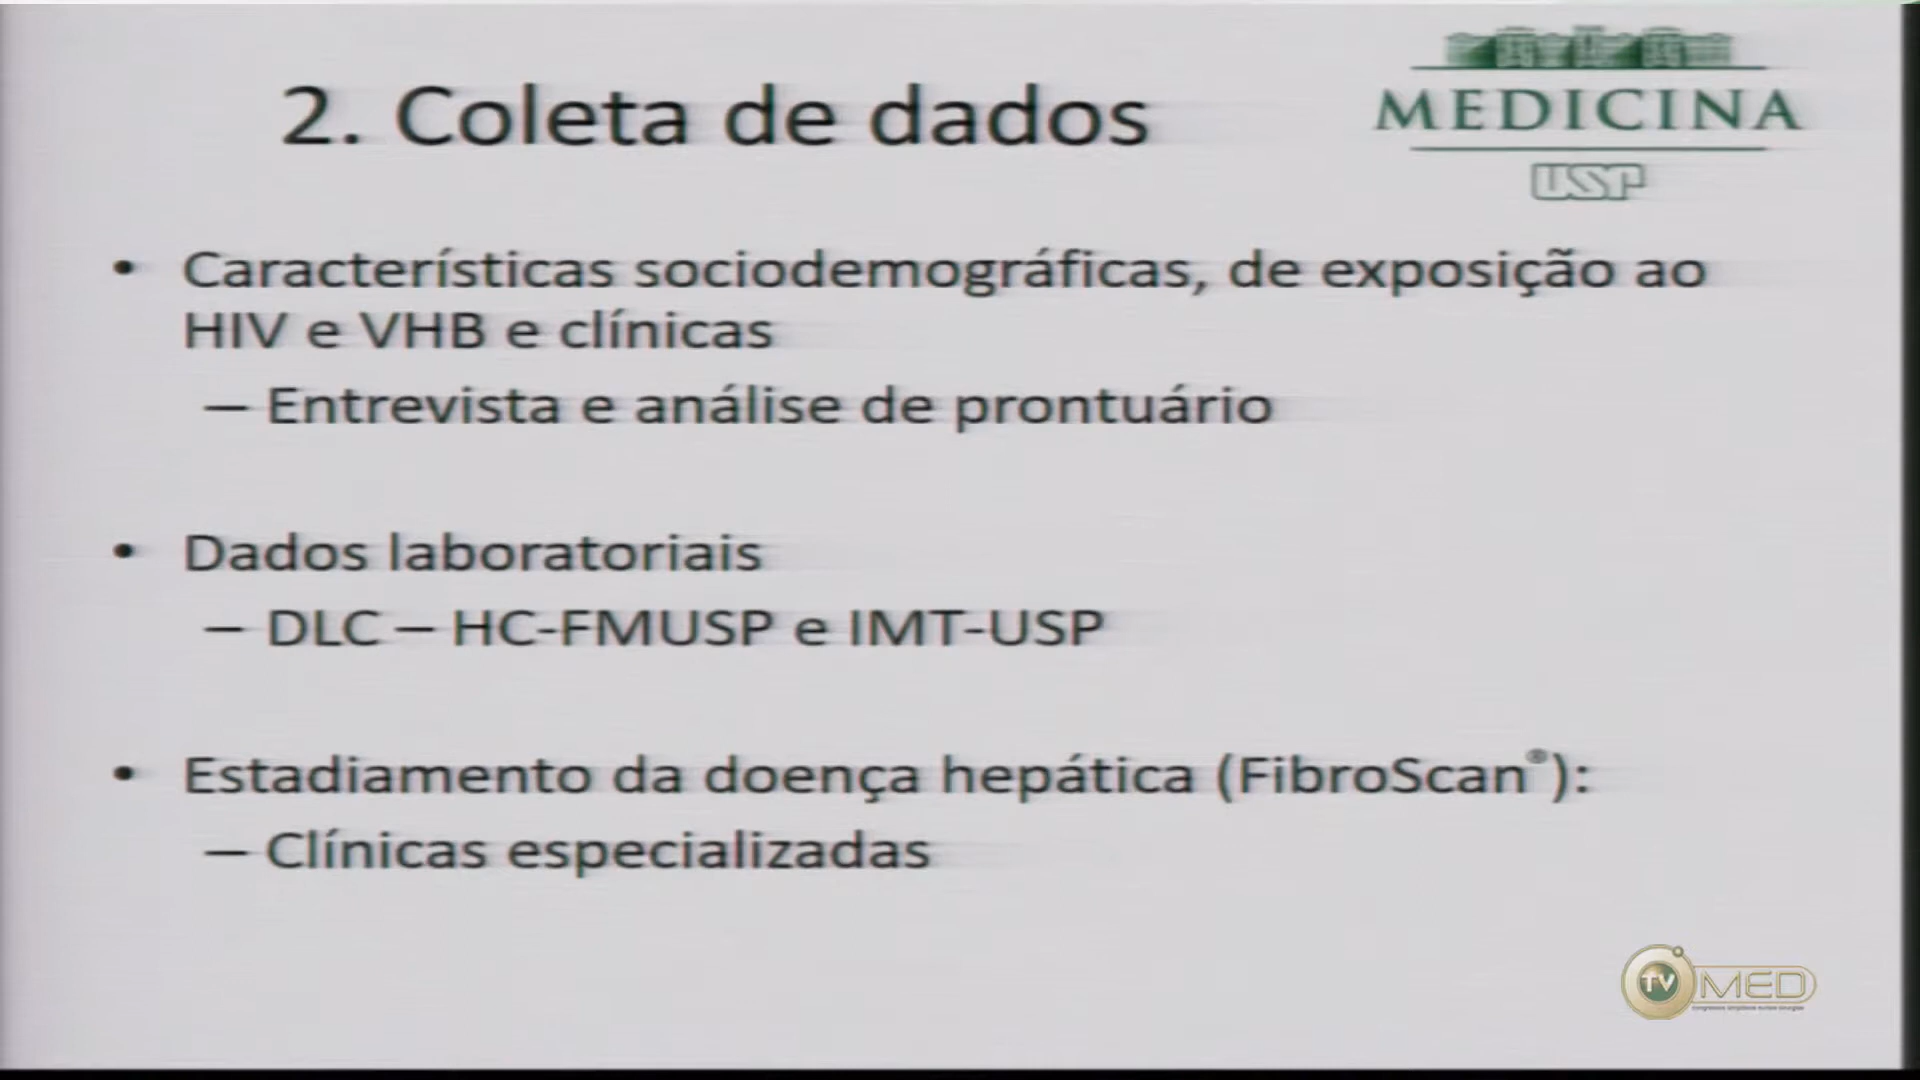 2. Coleta de dados
MEDICINA
USP
• Características sociodemográficas, de exposição ao
HIV e VHB e clínicas
– Entrevista e análise de prontuário
• Dados laboratoriais
– DLC – HC-FMUSP e IMT-USP
• Estadiamento da doença hepática (FibroScan®):
– Clínicas especializadas
TV MED